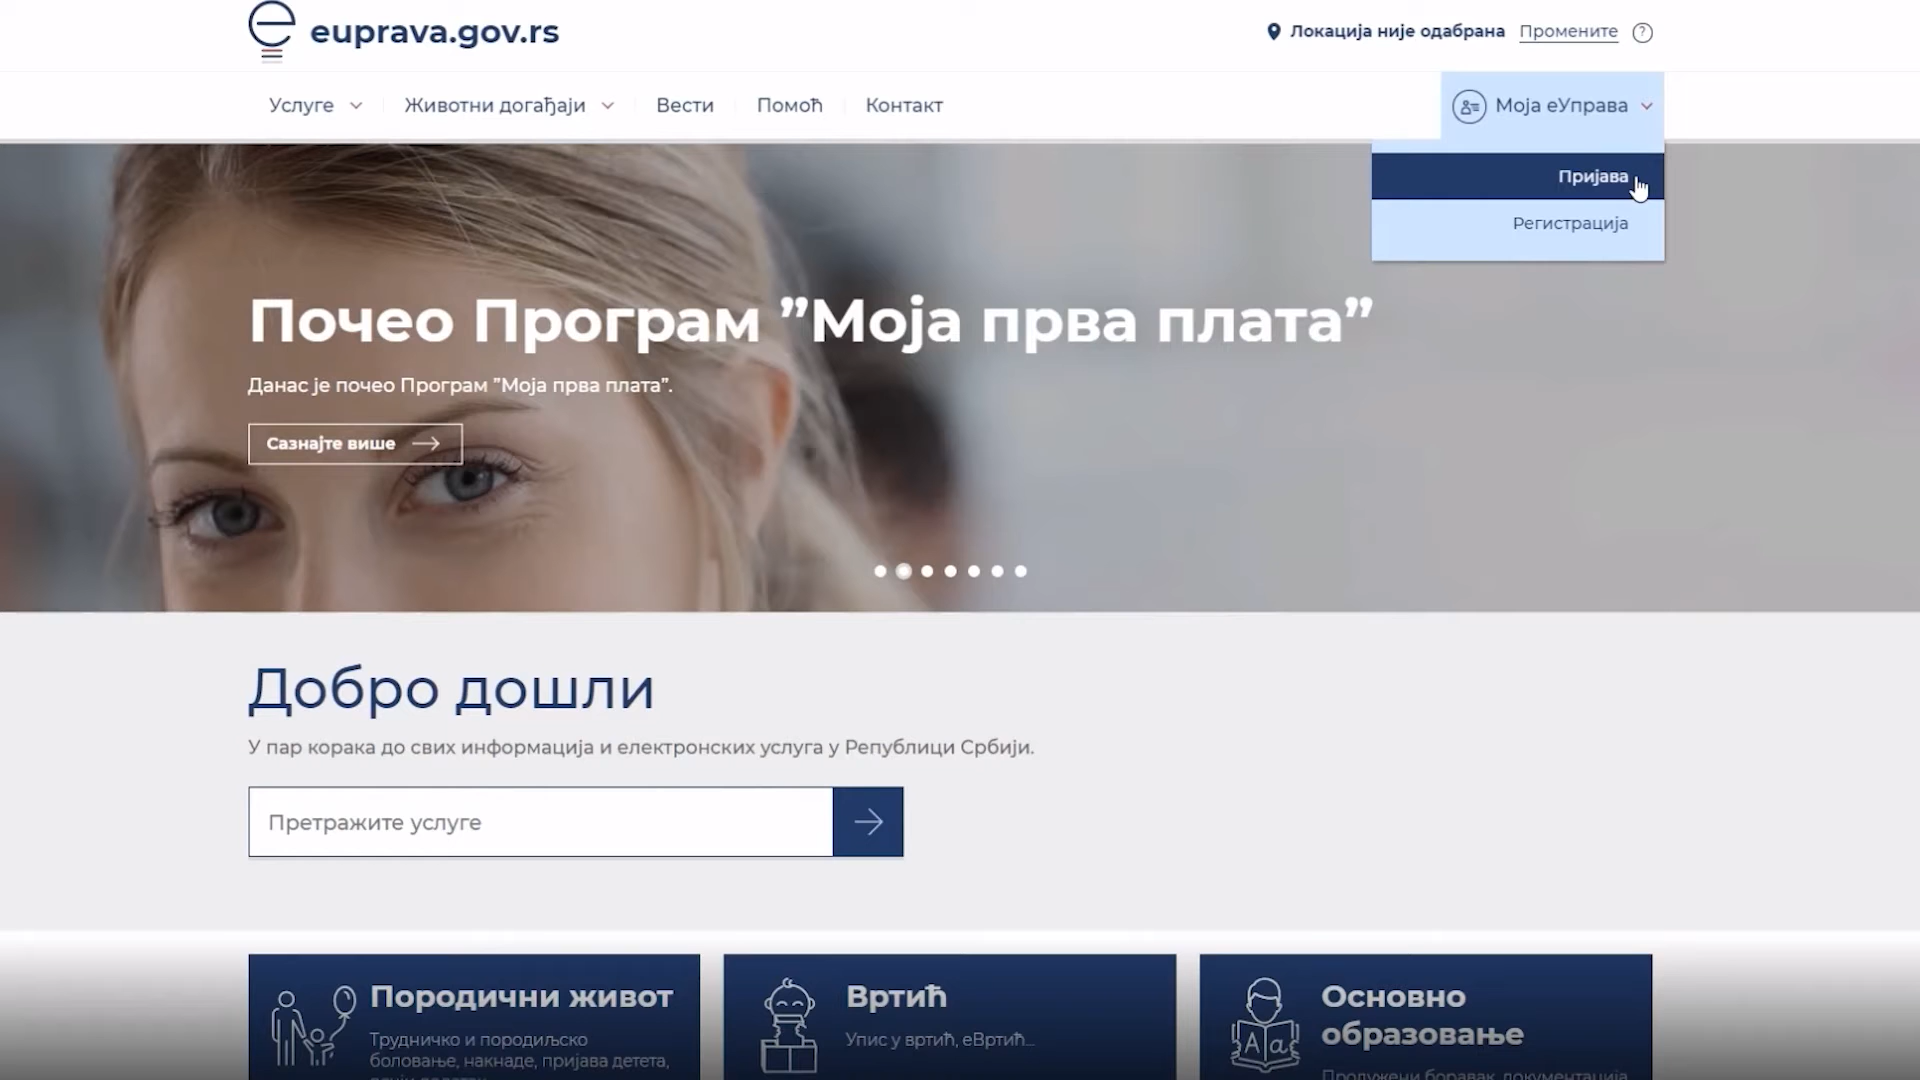 euprava.gov.rs
Локација није одабрана Промените ?
Услуге Животни догађаји Вести Помоћ Контакт Моја еУправа
Пријава
Регистрација
Почео Програм ”Моја прва плата”
Данас је почео Програм ”Моја прва плата”.
Сазнајте више
Добро дошли
У пар корака до свих информација и електронских услуга у Републици Србији.
Претражите услуге
Породични живот
Трудничко и породиљско
боловање, накнаде, пријава детета,
Вртић
Упис у вртић, еВртић...
Основно
образовање
Продужени боравак, документација